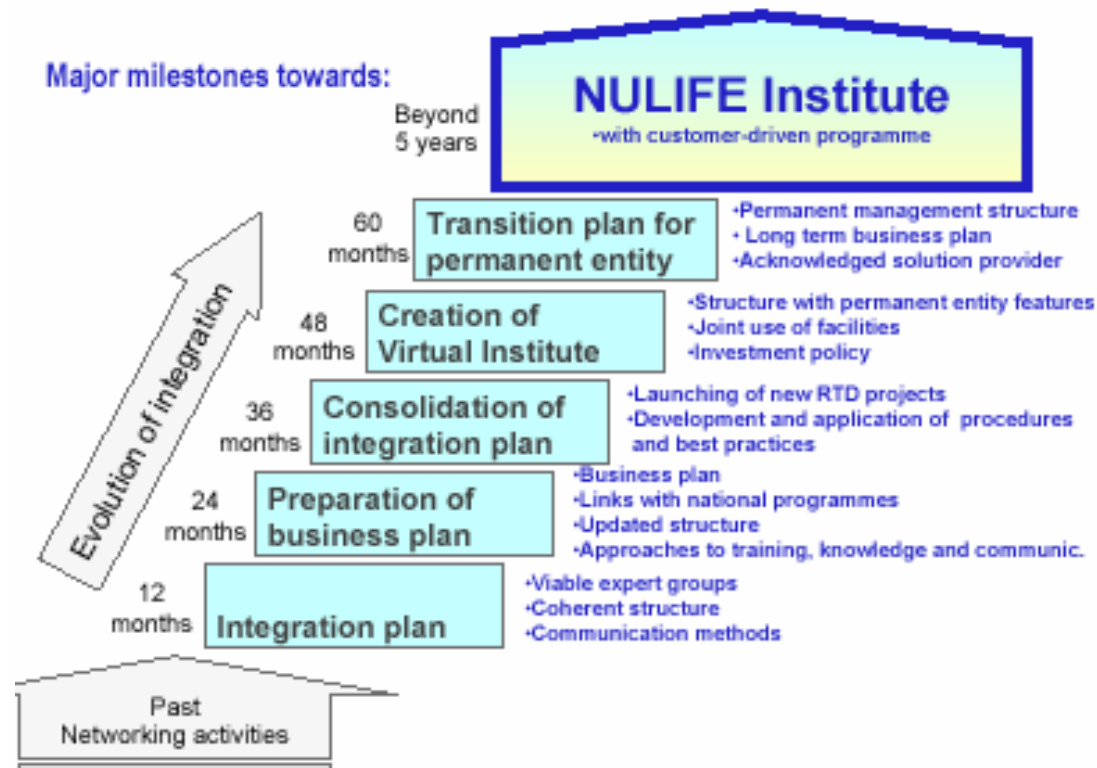 Major milestones towards:
Beyond
5 years
NULIFE Institute
•with customer-driven programme
60
months
Transition plan for
permanent entity
•Permanent management structure
• Long term business plan
•Acknowledged solution provider
48
months
Creation of
Virtual Institute
•Structure with permanent entity features
•Joint use of facilities
•Investment policy
36
months
Consolidation of
integration plan
•Launching of new RTD projects
•Development and application of procedures
and best practices
24
months
Preparation of
business plan
•Business plan
•Links with national programmes
•Updated structure
•Approaches to training, knowledge and communic.
12
months
Integration plan
•Viable expert groups
•Coherent structure
•Communication methods
Evolution of integration
Past
Networking activities